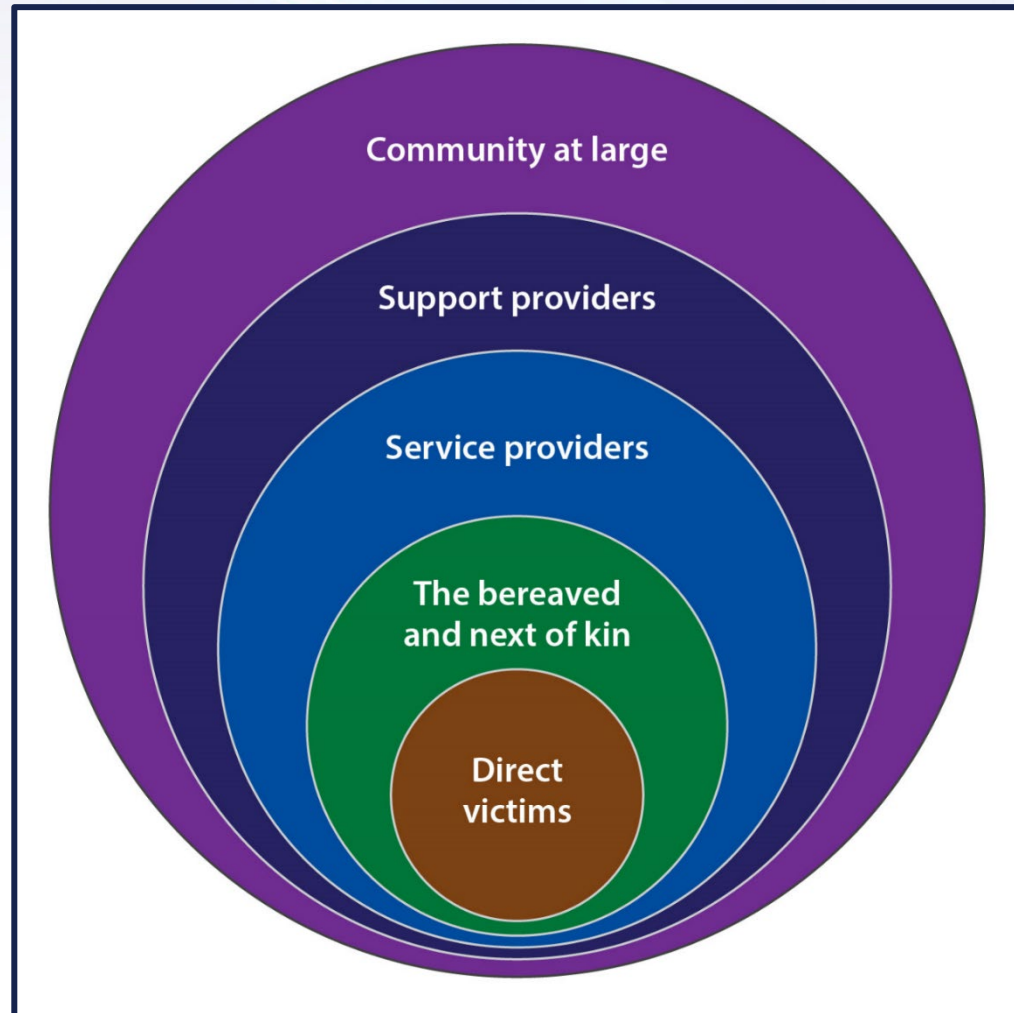 Community at large
Support providers
Service providers
The bereaved
and next of kin
Direct
victims